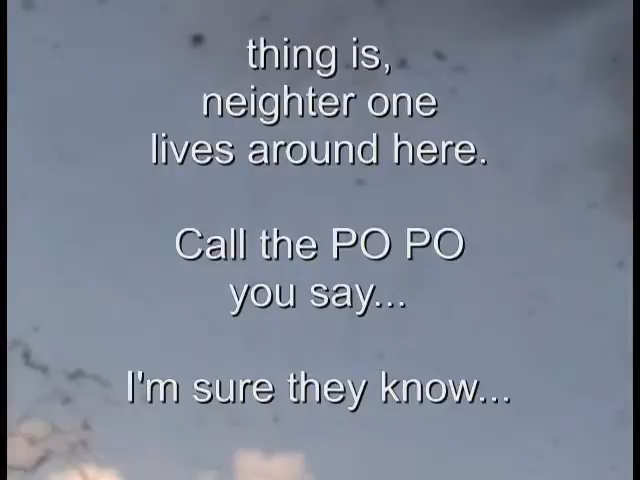 thing is,
neighter one
lives around here.
Call the PO PO
you say...
I'm sure they know...